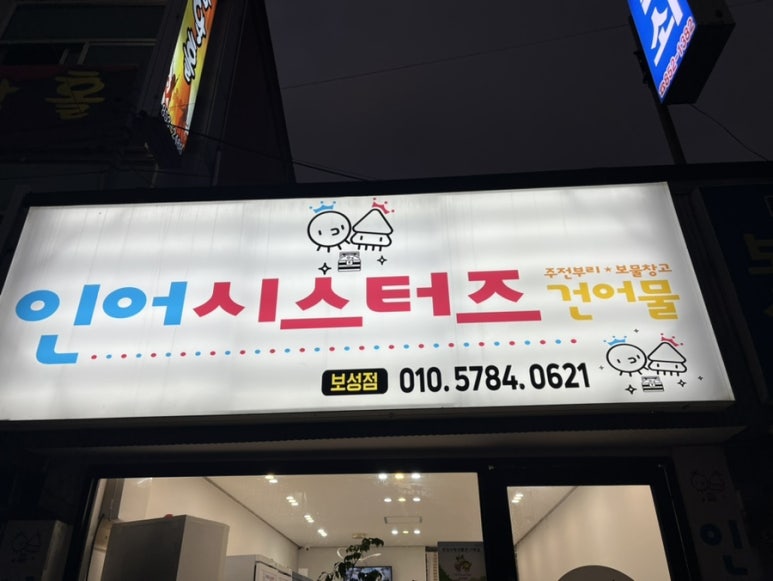 인어시스터즈
주전부리★보물창고
건어물
보성점 010.5784.0621